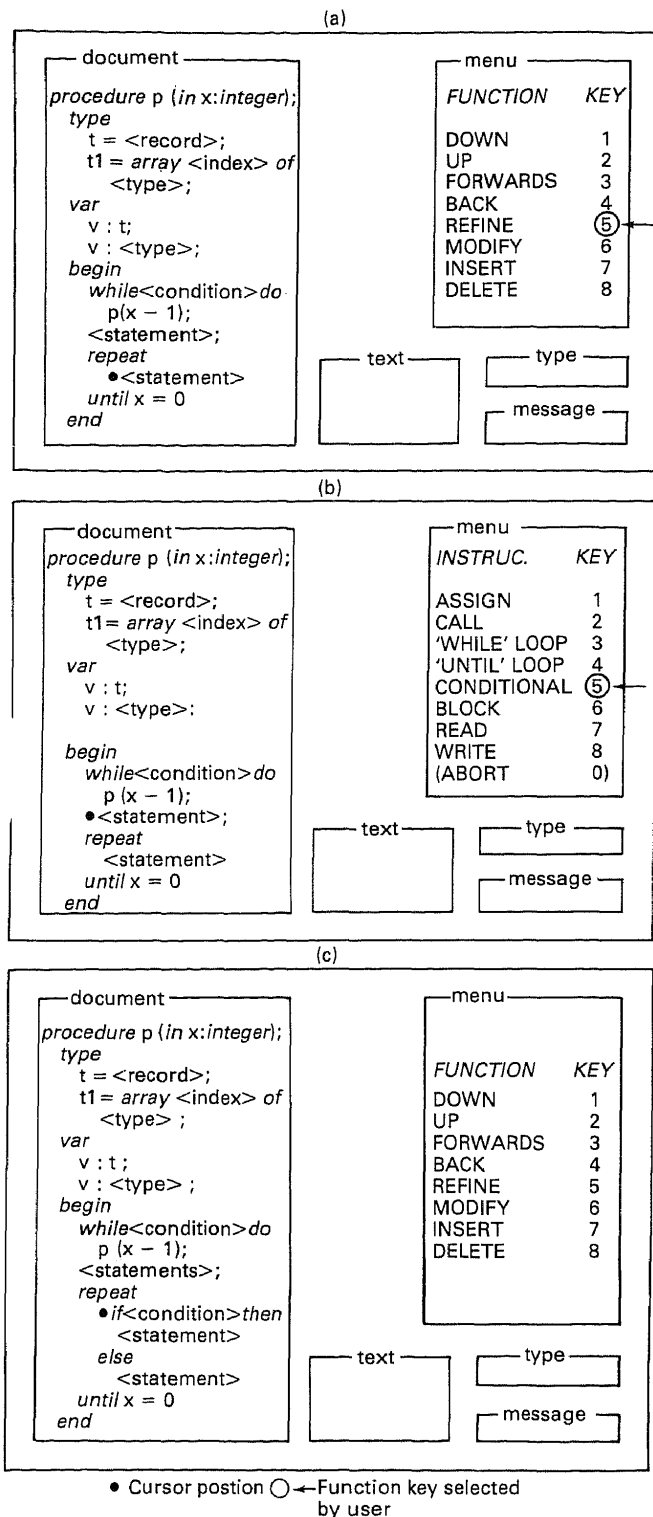 (a)
document
procedure p (in x:integer);
type
t = <record>;
t1 = array <index> of
<type>;
var
v : t;
v : <type>;
begin
while<condition>do
p(x − 1);
<statement>;
repeat
•<statement>
until x = 0
end
menu
FUNCTION KEY
DOWN 1
UP 2
FORWARDS 3
BACK 4
REFINE 5
MODIFY 6
INSERT 7
DELETE 8
text
type
message
(b)
document
procedure p (in x:integer);
type
t = <record>;
t1 = array <index> of
<type>;
var
v : t;
v : <type>;
begin
while<condition>do
p (x − 1);
•<statement>;
repeat
<statement>
until x = 0
end
menu
INSTRUC. KEY
ASSIGN 1
CALL 2
'WHILE' LOOP 3
'UNTIL' LOOP 4
CONDITIONAL 5
BLOCK 6
READ 7
WRITE 8
(ABORT 0)
text
type
message
(c)
document
procedure p (in x:integer);
type
t = <record>;
t1 = array <index> of
<type> ;
var
v : t ;
v : <type> ;
begin
while<condition>do
p (x − 1);
<statements>;
repeat
•if<condition>then
<statement>
else
<statement>
until x = 0
end
menu
FUNCTION KEY
DOWN 1
UP 2
FORWARDS 3
BACK 4
REFINE 5
MODIFY 6
INSERT 7
DELETE 8
text
type
message
• Cursor postion ○←Function key selected
by user